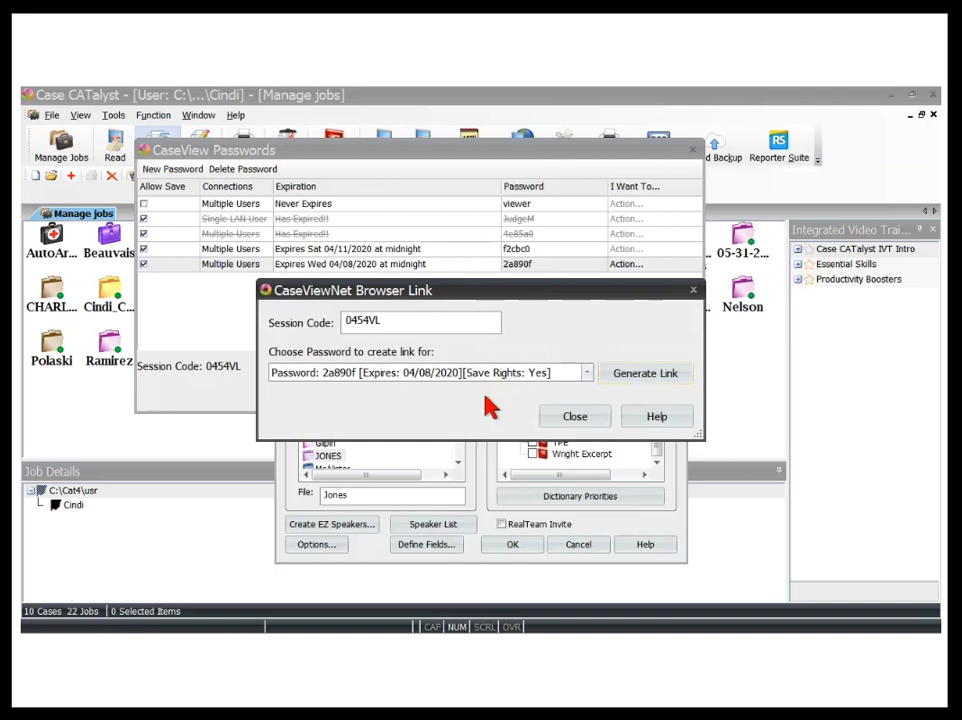 Case CATalyst - [User: C:\...\Cindi] - [Manage jobs]
File View Tools Function Window Help
Manage Jobs Read d Backup Reporter Suite
CaseView Passwords
New Password Delete Password
Allow Save Connections Expiration Password I Want To...
Multiple Users Never Expires viewer Action...
Single LAN User Has Expired!! JudgeM Action...
Multiple Users Has Expired!! 4e85a0 Action...
Multiple Users Expires Sat 04/11/2020 at midnight f2cbc0 Action...
Multiple Users Expires Wed 04/08/2020 at midnight 2a890f Action...
Session Code: 0454VL
Manage jobs
AutoAr... Beauvais 05-31-2...
CHARL... Cindi_C... Nelson
Polaski Ramirez
Integrated Video Trai...
Case CATalyst IVT Intro
Essential Skills
Productivity Boosters
CaseViewNet Browser Link
Session Code: 0454VL
Choose Password to create link for:
Password: 2a890f [Expires: 04/08/2020][Save Rights: Yes] Generate Link
Close Help
JONES
Wright Excerpt
File: Jones Dictionary Priorities
Create EZ Speakers... Speaker List RealTeam Invite
Options... Define Fields... OK Cancel Help
Job Details
C:\Cat4\usr
Cindi
10 Cases 22 Jobs 0 Selected Items
CAP NUM SCRL OVR